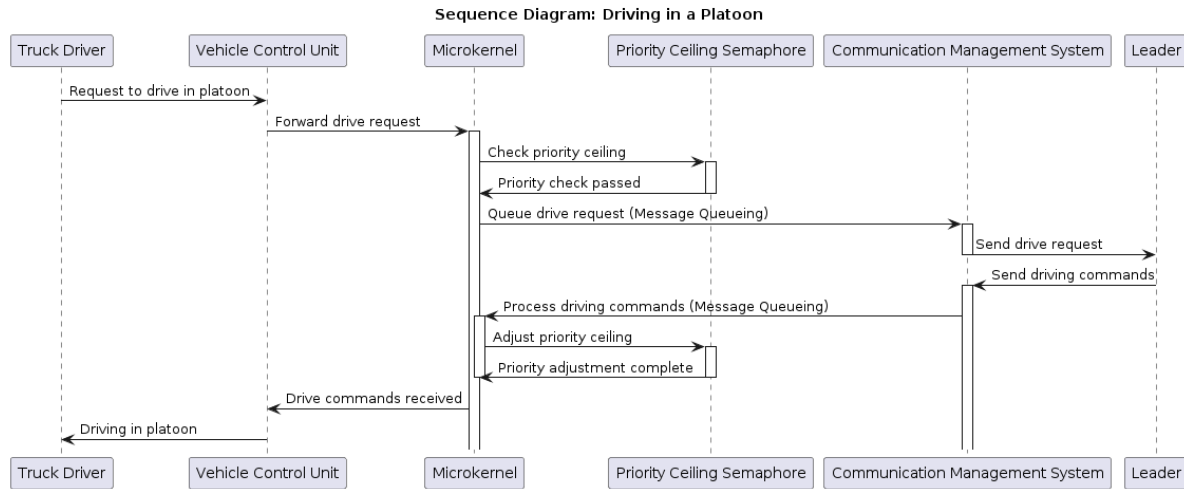 Sequence Diagram: Driving in a Platoon
Truck Driver
Vehicle Control Unit
Microkernel
Priority Ceiling Semaphore
Communication Management System
Leader
Request to drive in platoon
Forward drive request
Check priority ceiling
Priority check passed
Queue drive request (Message Queueing)
Send drive request
Send driving commands
Process driving commands (Message Queueing)
Adjust priority ceiling
Priority adjustment complete
Drive commands received
Driving in platoon
Truck Driver
Vehicle Control Unit
Microkernel
Priority Ceiling Semaphore
Communication Management System
Leader